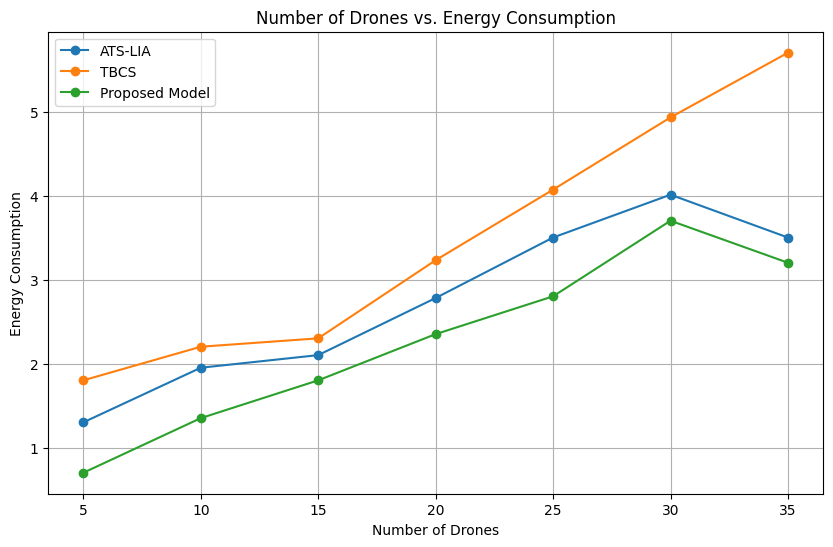 Number of Drones vs. Energy Consumption
ATS-LIA
TBCS
Proposed Model
Energy Consumption
5
4
3
2
1
5 10 15 20 25 30 35
Number of Drones